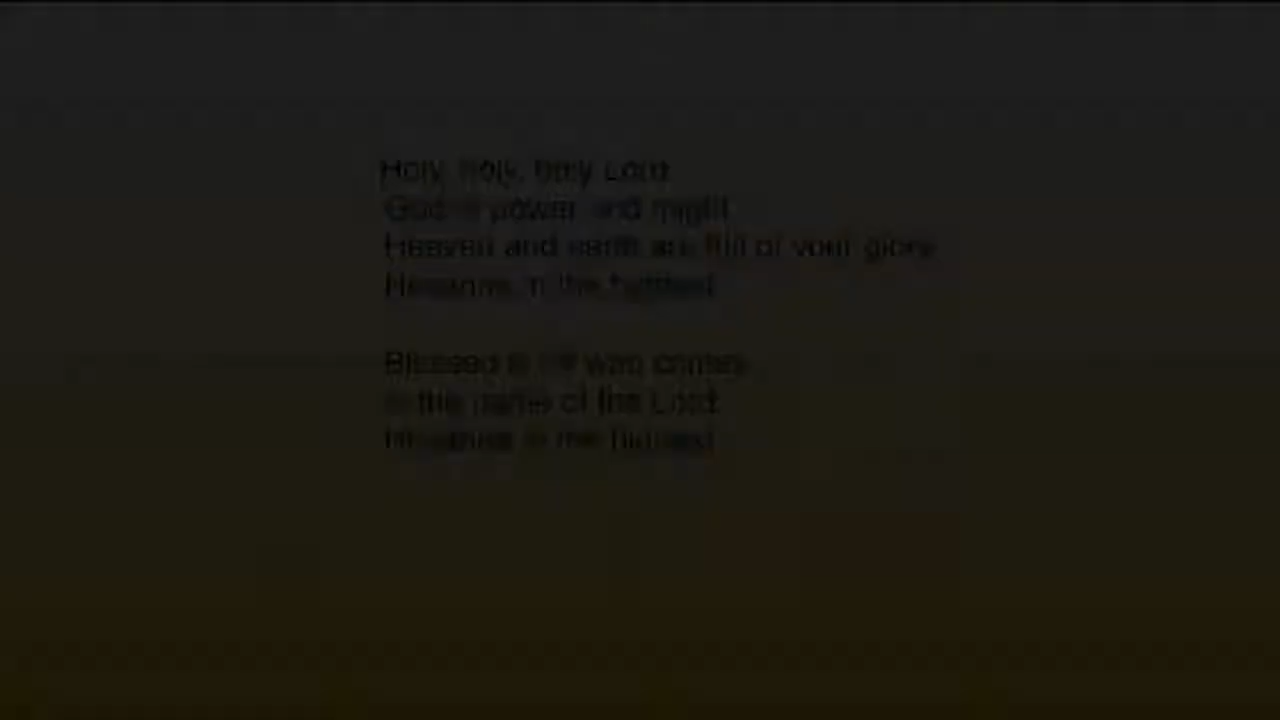 Holy, holy, holy Lord
God of power and might
Heaven and earth are full of your glory
Hosanna in the highest
Blessed is he who comes
in the name of the Lord
Hosanna in the highest